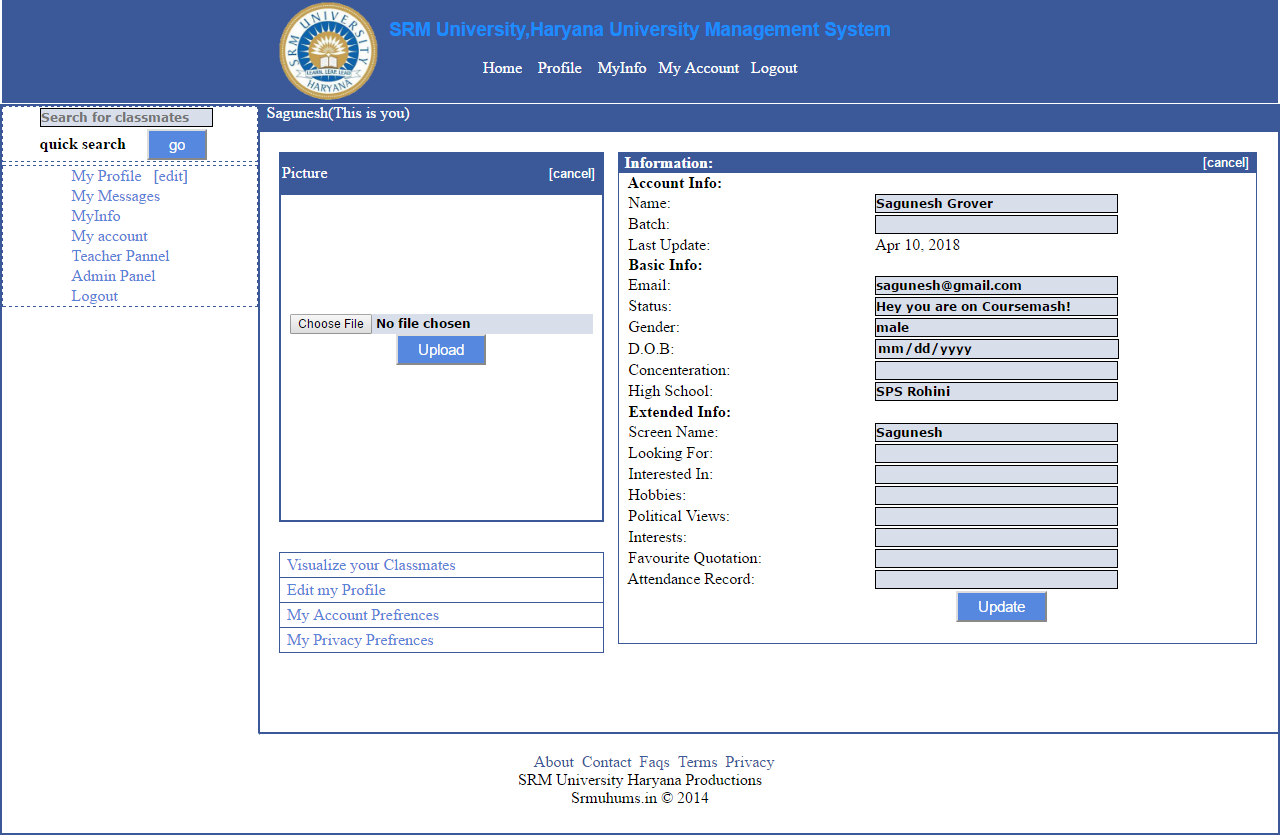 SRM UNIVERSITY
LEARN, LEAP, LEAD
HARYANA
SRM University,Haryana University Management System
Home Profile MyInfo My Account Logout
Search for classmates
quick search go
My Profile [edit]
My Messages
MyInfo
My account
Teacher Pannel
Admin Panel
Logout
Sagunesh(This is you)
Picture [cancel]
Choose File No file chosen
Upload
Visualize your Classmates
Edit my Profile
My Account Prefrences
My Privacy Prefrences
Information: [cancel]
Account Info:
Name: Sagunesh Grover
Batch:
Last Update: Apr 10, 2018
Basic Info:
Email: sagunesh@gmail.com
Status: Hey you are on Coursemash!
Gender: male
D.O.B: mm/dd/yyyy
Concenteration:
High School: SPS Rohini
Extended Info:
Screen Name: Sagunesh
Looking For:
Interested In:
Hobbies:
Political Views:
Interests:
Favourite Quotation:
Attendance Record:
Update
About Contact Faqs Terms Privacy
SRM University Haryana Productions
Srmuhums.in © 2014